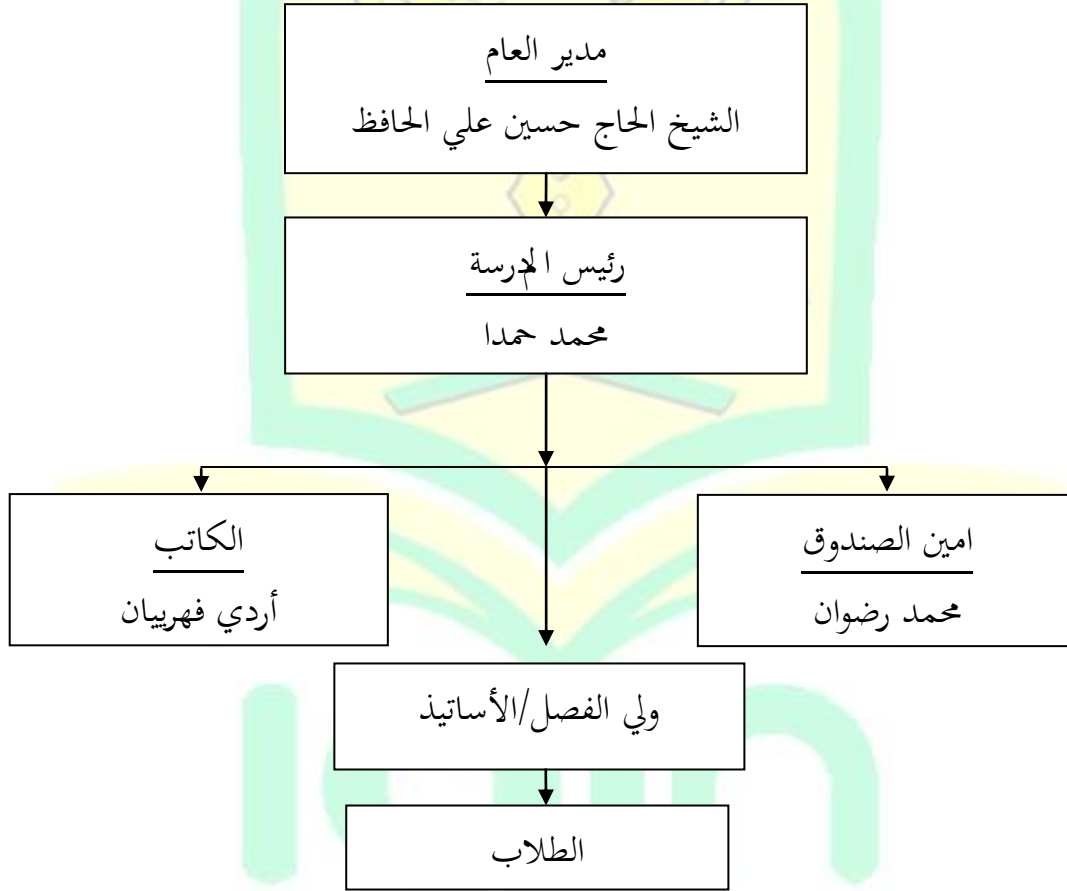 مدير العام
الشيخ الحاج حسين علي الحافظ
رئيس المدرسة
محمد حمدا
امين الصندوق
محمد رضوان
الكاتب
أردي فهرييان
ولي الفصل/الأساتيذ
الطلاب